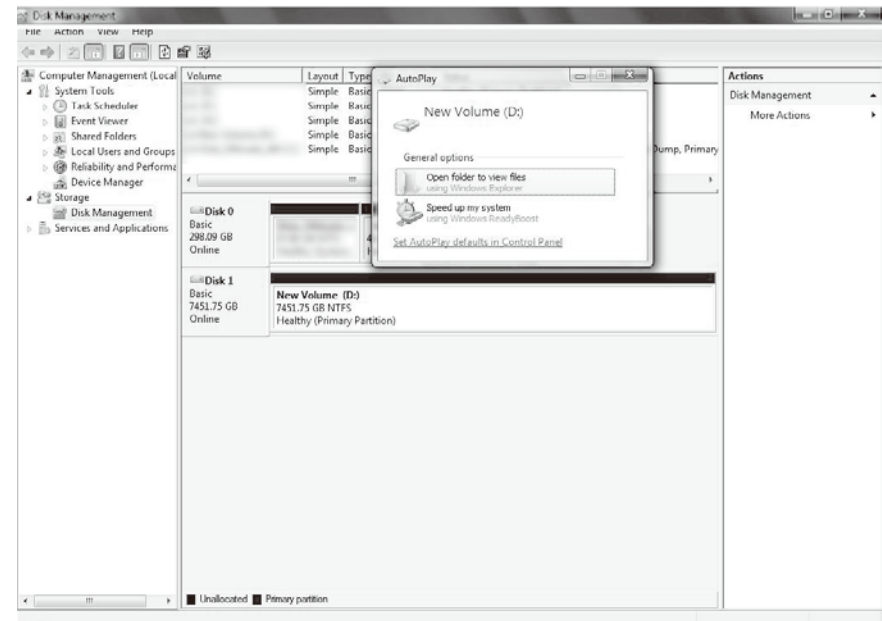 Disk Management
File Action View Help
Computer Management (Local
System Tools
Task Scheduler
Event Viewer
Shared Folders
Local Users and Groups
Reliability and Performa
Device Manager
Storage
Disk Management
Services and Applications
Volume Layout Type
Simple Basic
Simple Basic
Simple Basic
Simple Basic
Simple Basic Dump, Primary
AutoPlay
New Volume (D:)
General options
Open folder to view files
using Windows Explorer
Speed up my system
using Windows ReadyBoost
Set AutoPlay defaults in Control Panel
Disk 0
Basic
298.09 GB
Online
Disk 1
Basic
7451.75 GB
Online
New Volume (D:)
7451.75 GB NTFS
Healthy (Primary Partition)
Unallocated Primary partition
Actions
Disk Management
More Actions